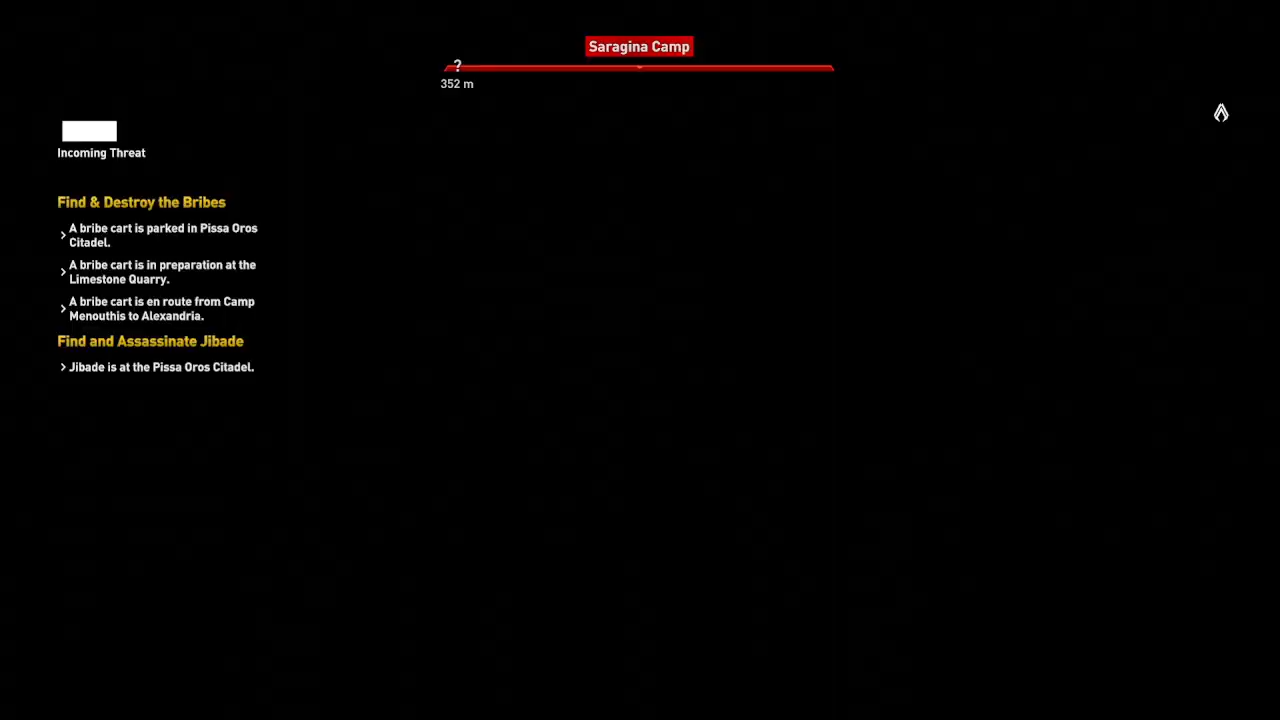 Saragina Camp
?
352 m
Incoming Threat
Find & Destroy the Bribes
A bribe cart is parked in Pissa Oros
Citadel.
A bribe cart is in preparation at the
Limestone Quarry.
A bribe cart is en route from Camp
Menouthis to Alexandria.
Find and Assassinate Jibade
Jibade is at the Pissa Oros Citadel.